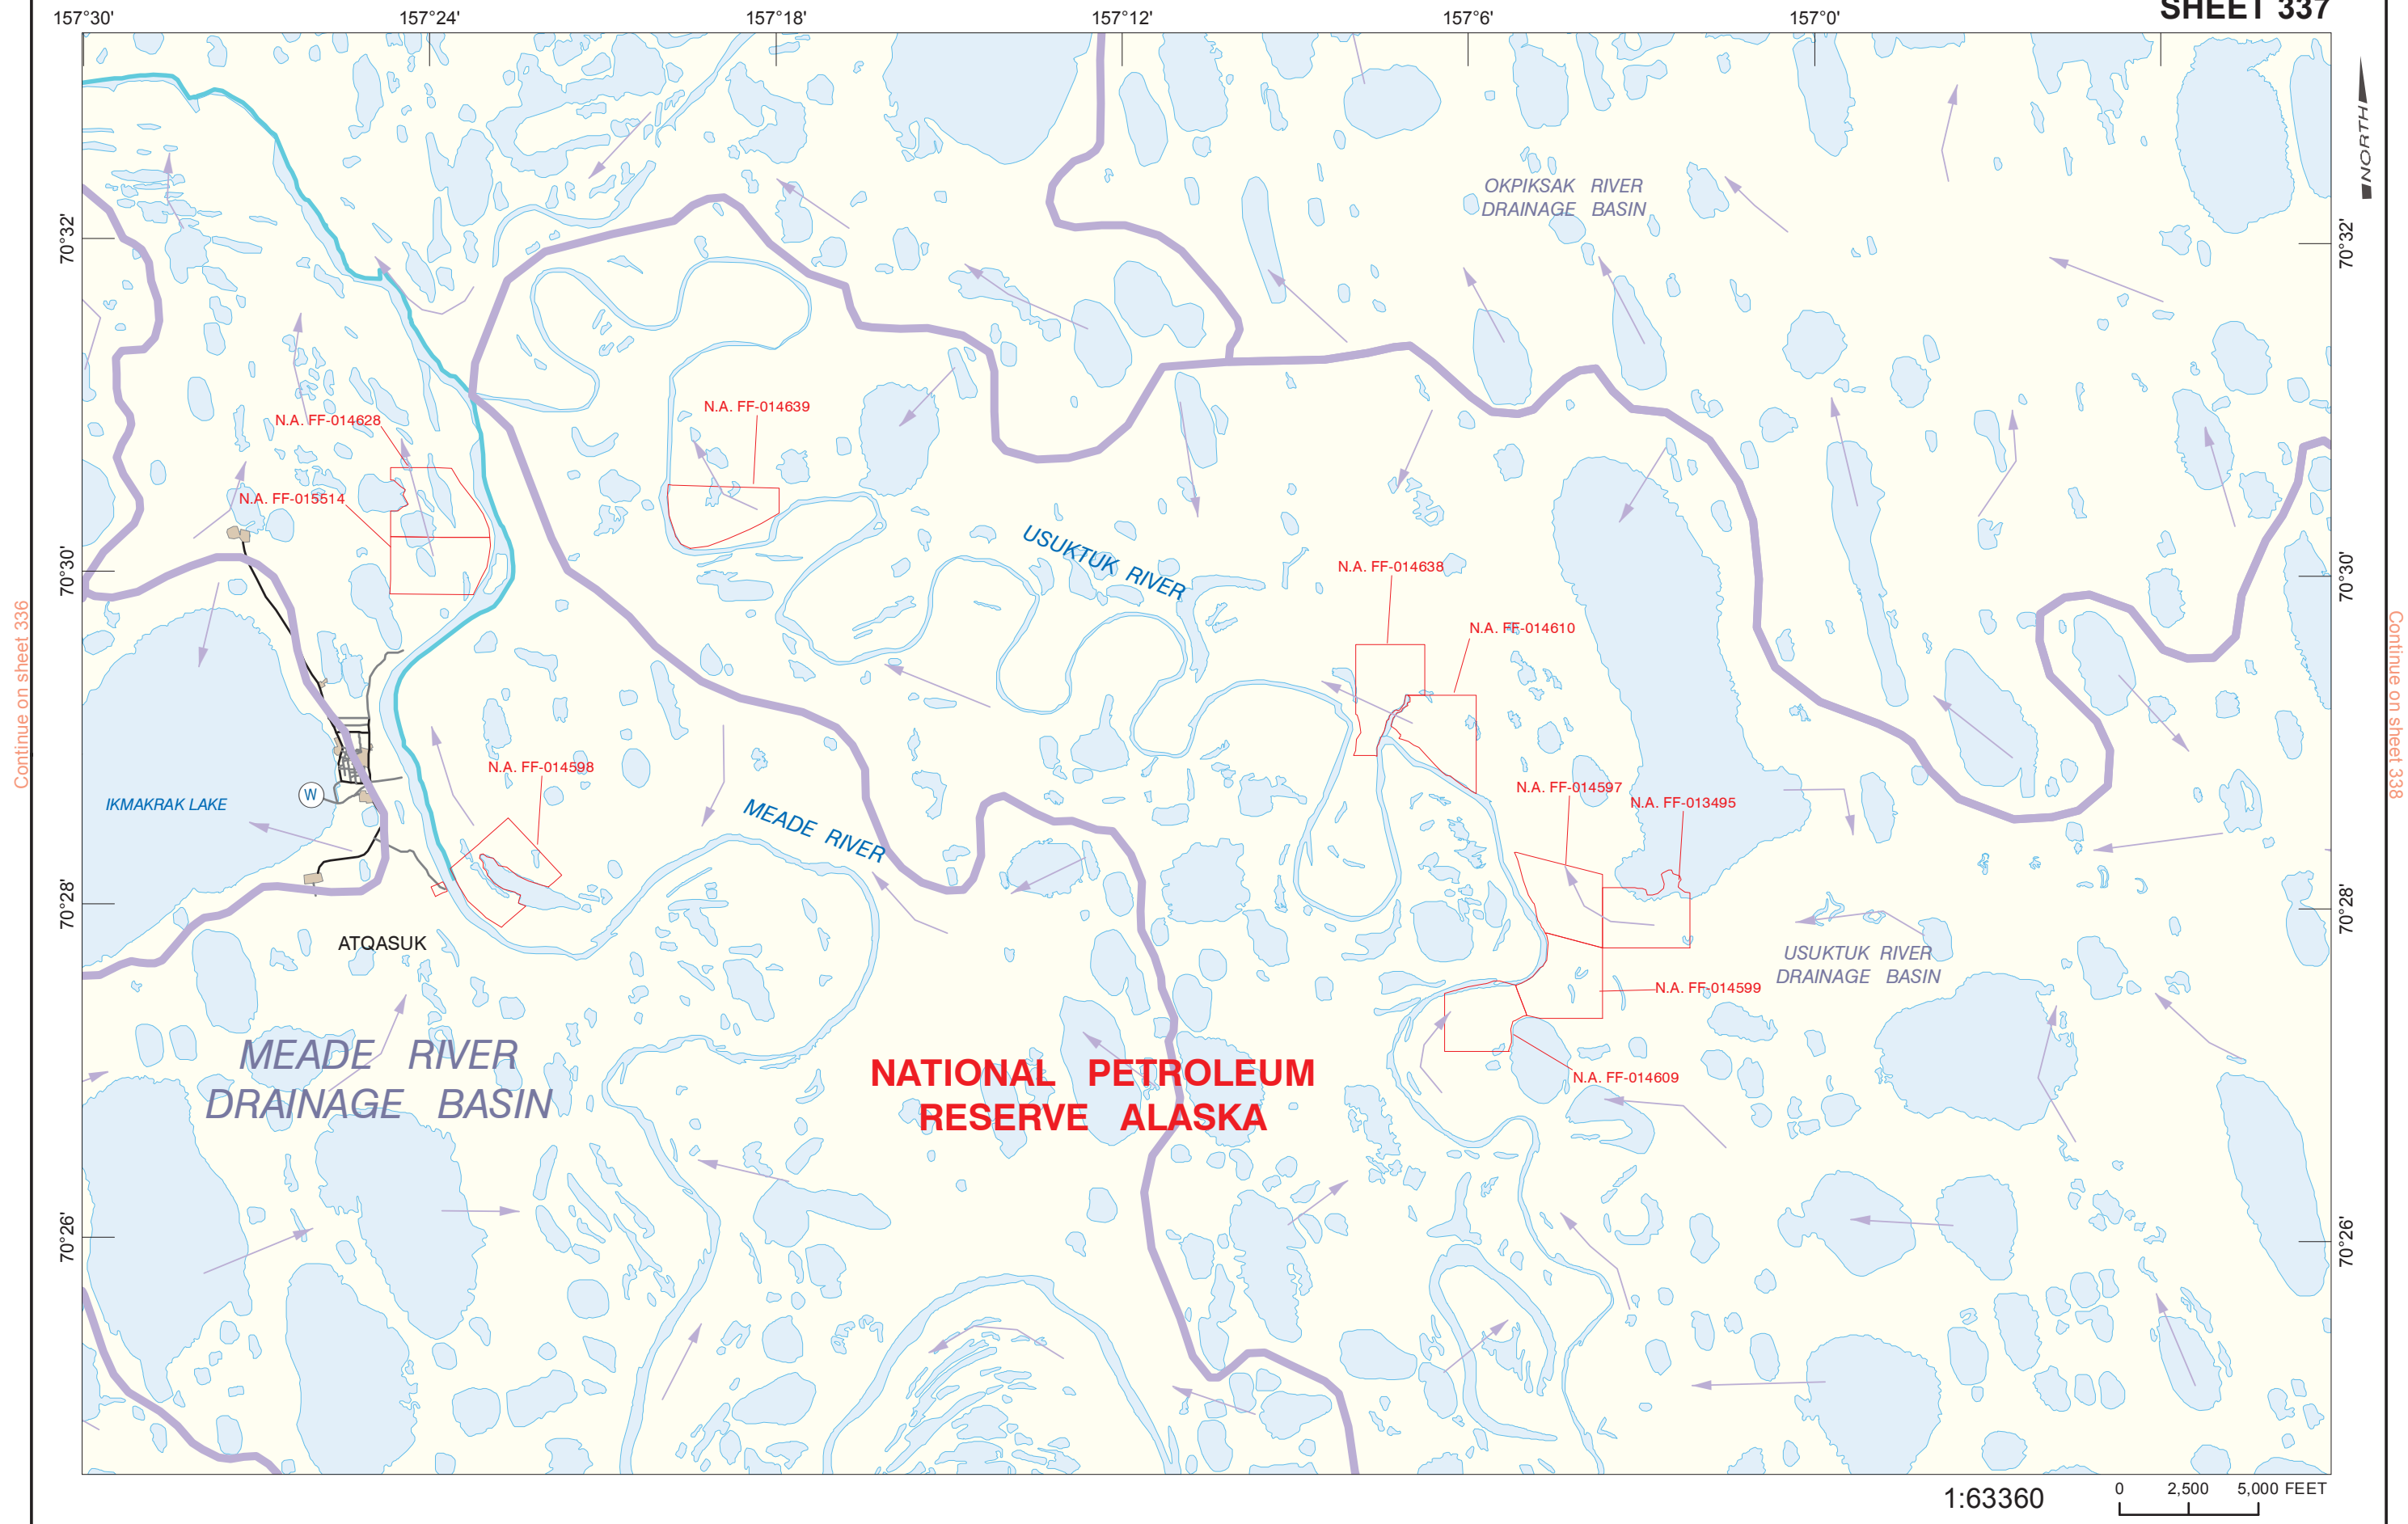 157°30' 157°24' 157°18' 157°12' 157°6' 157°0'
SHEET 337
NORTH
OKPIKSAK RIVER
DRAINAGE BASIN
70°32'
70°32'
N.A. FF-014639
N.A. FF-014628
N.A. FF-015514
USUKTUK RIVER
70°30'
70°30'
N.A. FF-014638
N.A. FF-014610
Continue on sheet 336
Continue on sheet 338
N.A. FF-014598
N.A. FF-014597
N.A. FF-013495
W
IKMAKRAK LAKE
MEADE RIVER
70°28'
70°28'
ATQASUK
USUKTUK RIVER
DRAINAGE BASIN
N.A. FF-014599
MEADE RIVER
DRAINAGE BASIN
NATIONAL PETROLEUM
RESERVE ALASKA
N.A. FF-014609
70°26'
70°26'
1:63360
0 2,500 5,000 FEET